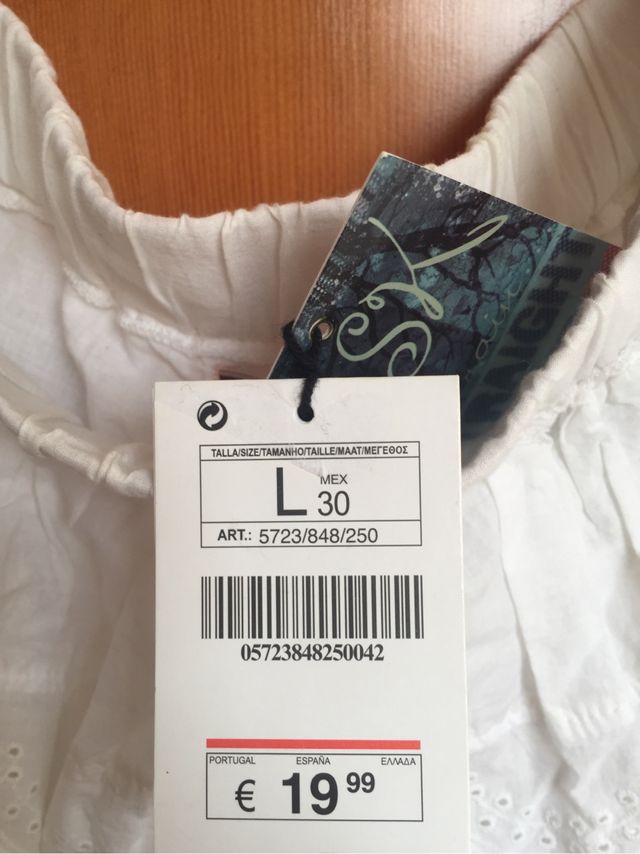 TALLA/SIZE/TAMANHO/TAILLE/MAAT/ΜΕΓΕΘΟΣ
L MEX 30
ART.: 5723/848/250
05723848250042
PORTUGAL ESPAÑA ΕΛΛΑΔΑ
€ 19 99